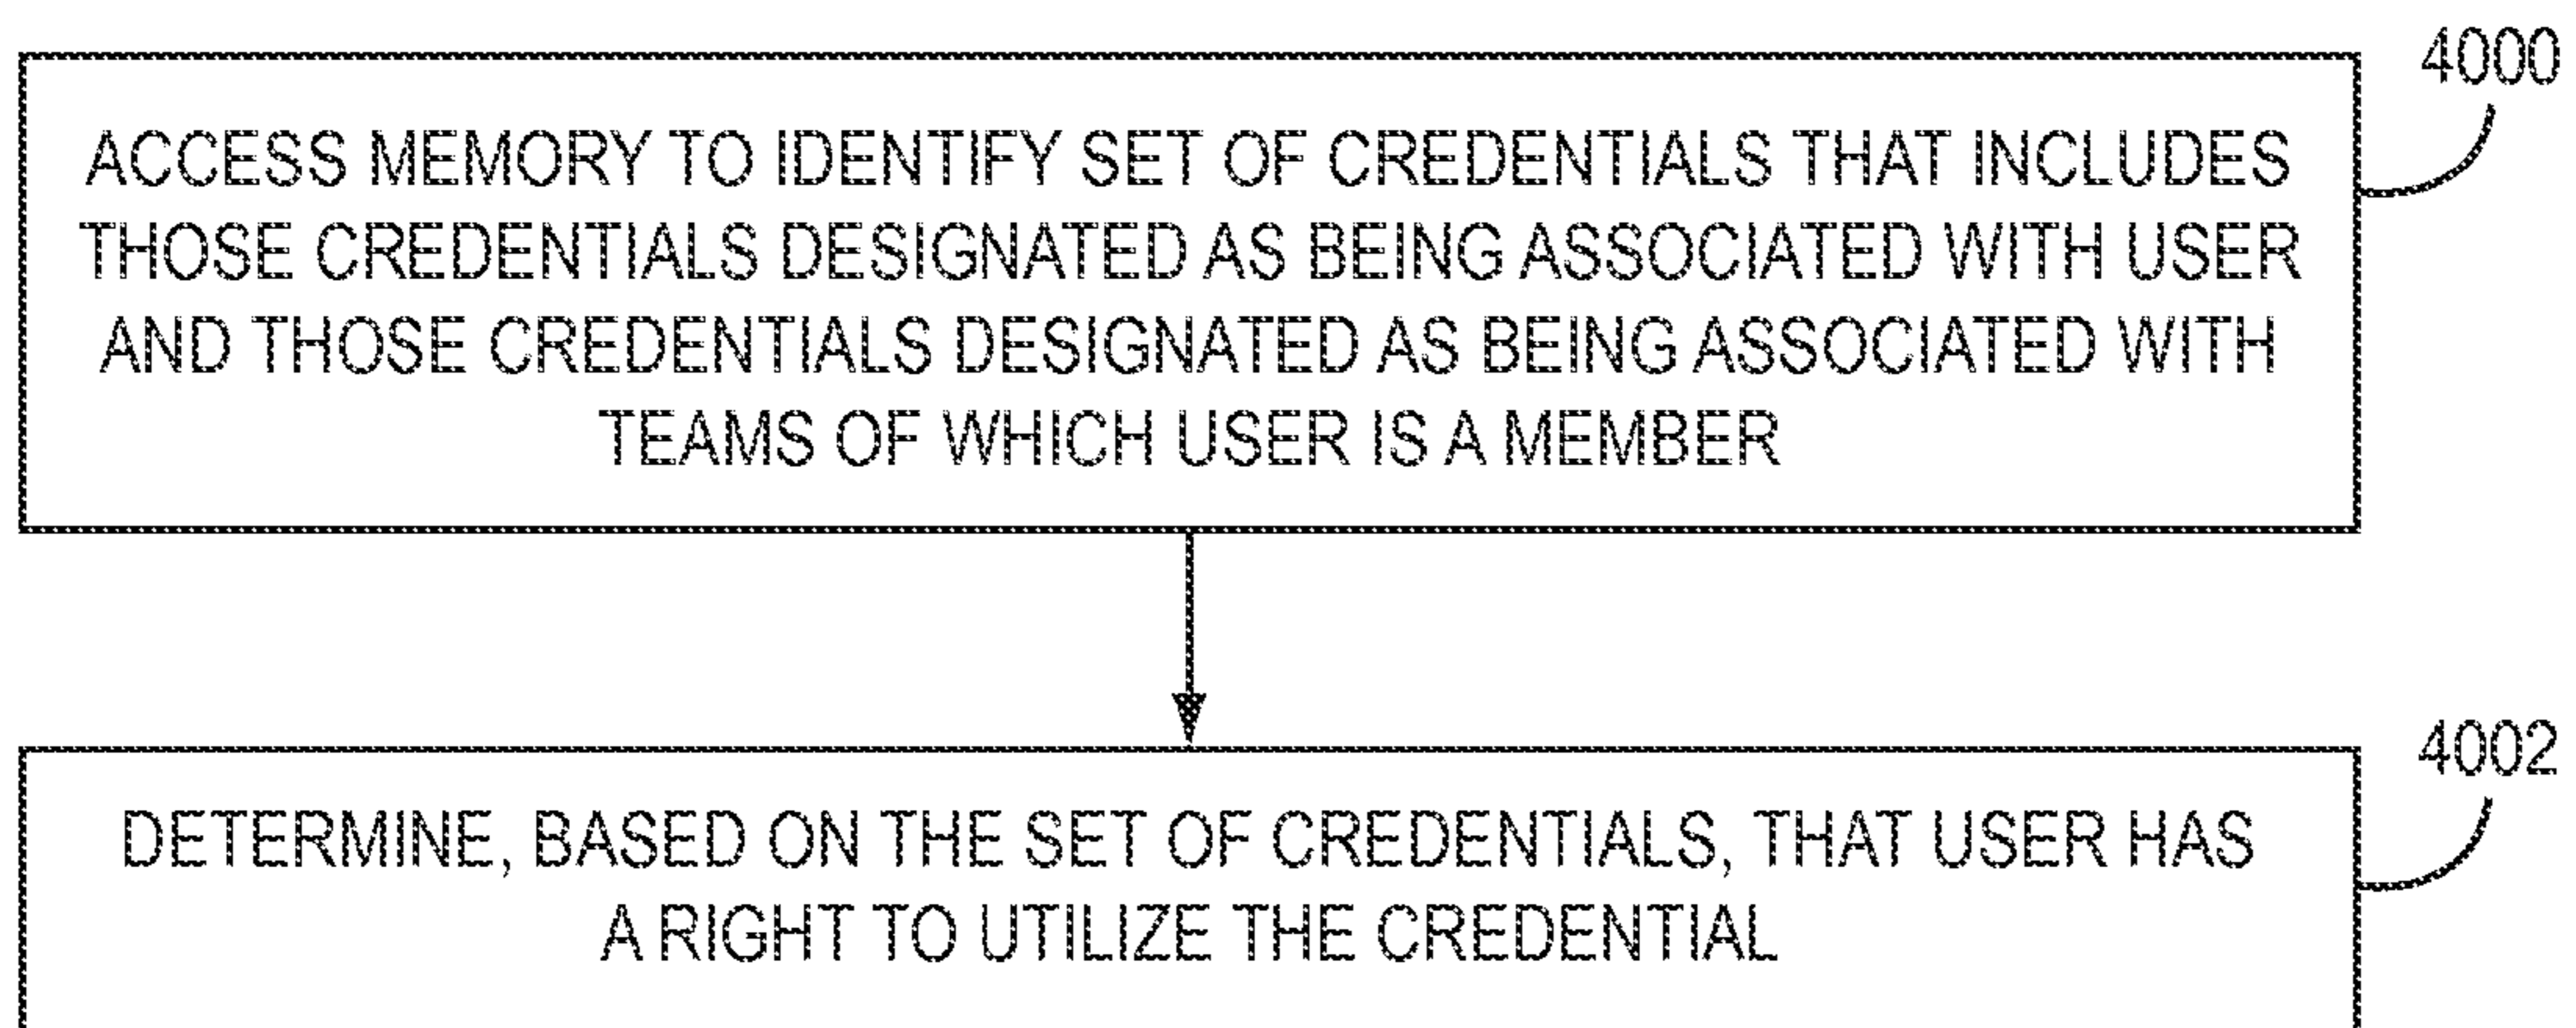 4000
ACCESS MEMORY TO IDENTIFY SET OF CREDENTIALS THAT INCLUDES
THOSE CREDENTIALS DESIGNATED AS BEING ASSOCIATED WITH USER
AND THOSE CREDENTIALS DESIGNATED AS BEING ASSOCIATED WITH
TEAMS OF WHICH USER IS A MEMBER
4002
DETERMINE, BASED ON THE SET OF CREDENTIALS, THAT USER HAS
A RIGHT TO UTILIZE THE CREDENTIAL